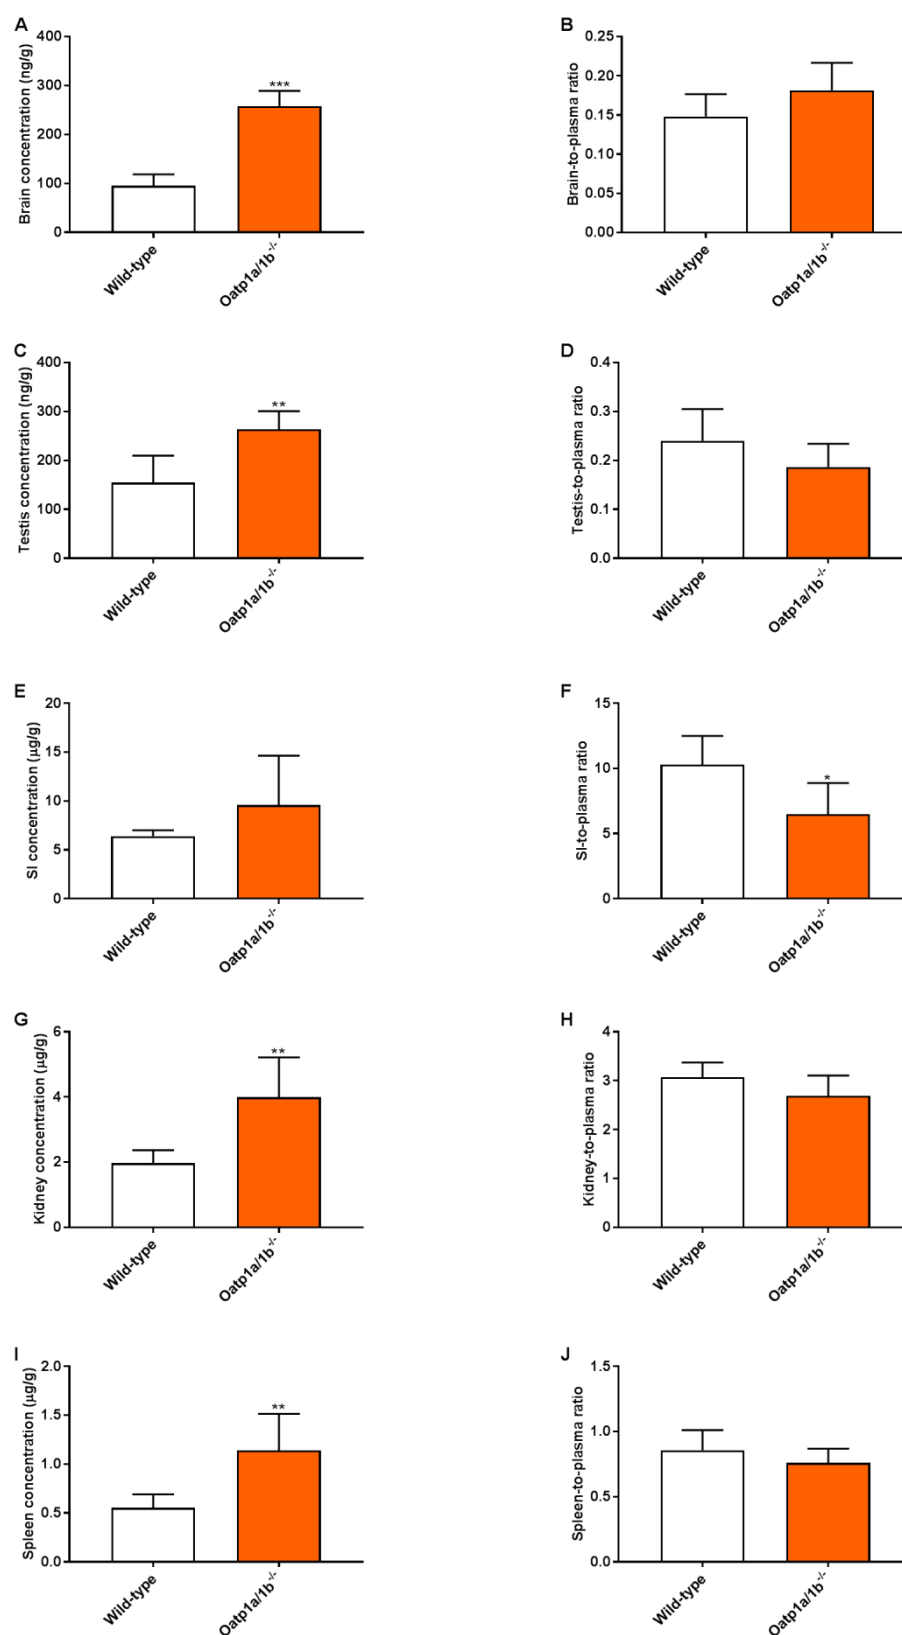 A
Brain concentration (ng/g)
400
300
200
100
0
***
Wild-type
Oatp1a/1b-/-
B
Brain-to-plasma ratio
0.25
0.20
0.15
0.10
0.05
0.00
Wild-type
Oatp1a/1b-/-
C
Testis concentration (ng/g)
400
300
200
100
0
**
Wild-type
Oatp1a/1b-/-
D
Testis-to-plasma ratio
0.4
0.3
0.2
0.1
0.0
Wild-type
Oatp1a/1b-/-
E
SI concentration (µg/g)
20
15
10
5
0
Wild-type
Oatp1a/1b-/-
F
SI-to-plasma ratio
15
10
5
0
*
Wild-type
Oatp1a/1b-/-
G
Kidney concentration (µg/g)
6
4
2
0
**
Wild-type
Oatp1a/1b-/-
H
Kidney-to-plasma ratio
4
3
2
1
0
Wild-type
Oatp1a/1b-/-
I
Spleen concentration (µg/g)
2.0
1.5
1.0
0.5
0.0
**
Wild-type
Oatp1a/1b-/-
J
Spleen-to-plasma ratio
1.5
1.0
0.5
0.0
Wild-type
Oatp1a/1b-/-